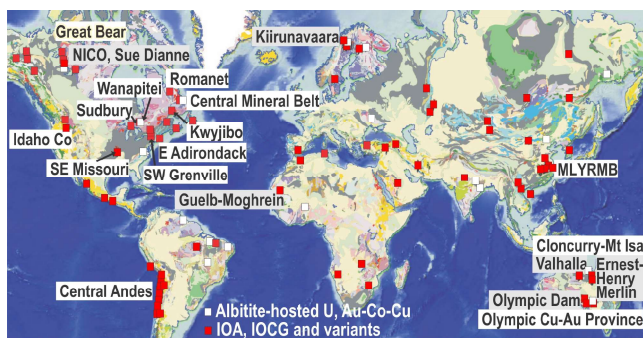 Great Bear
NICO, Sue Dianne
Kiirunavaara
Romanet
Wanapitei
Central Mineral Belt
Sudbury
Idaho Co
Kwyjibo
E Adirondack
SE Missouri
SW Grenville
MLYRMB
Guelb-Moghrein
Cloncurry-Mt Isa
Valhalla
Ernest-
Henry
Merlin
Central Andes
Olympic Dam
Albitite-hosted U, Au-Co-Cu
Olympic Cu-Au Province
IOA, IOCG and variants